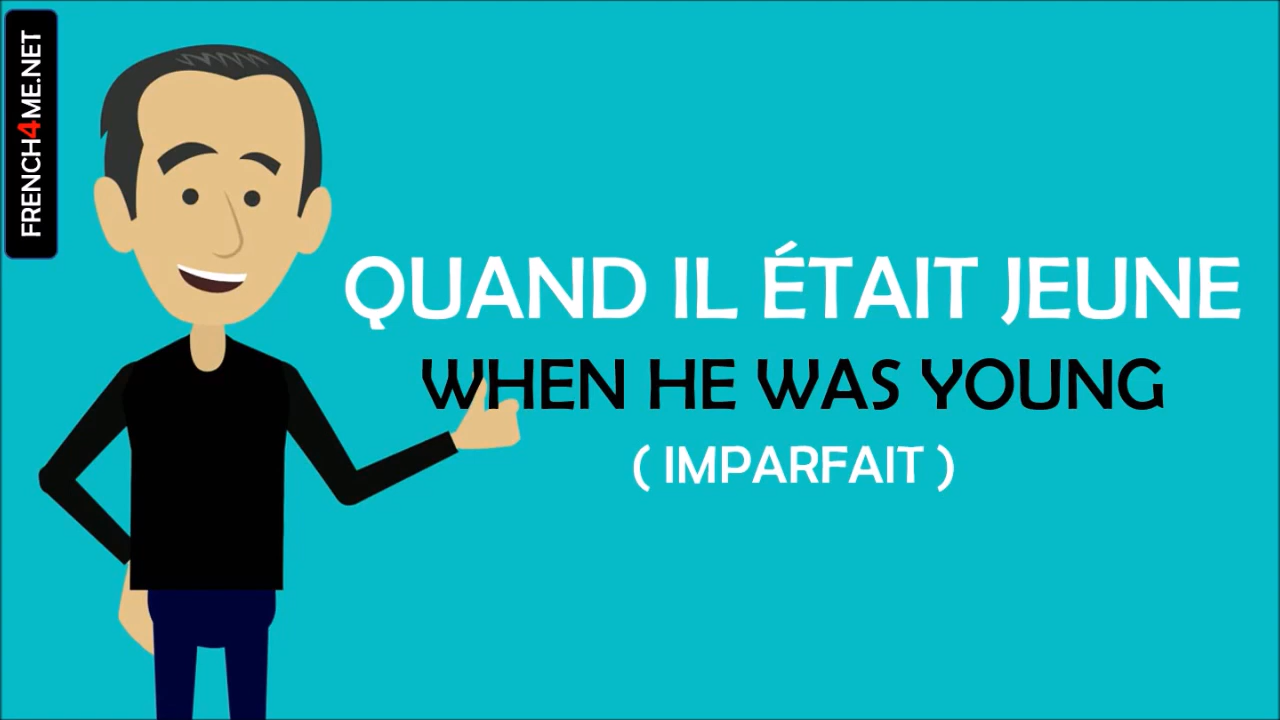 FRENCH4ME.NET
QUAND IL ÉTAIT JEUNE
WHEN HE WAS YOUNG
( IMPARFAIT )